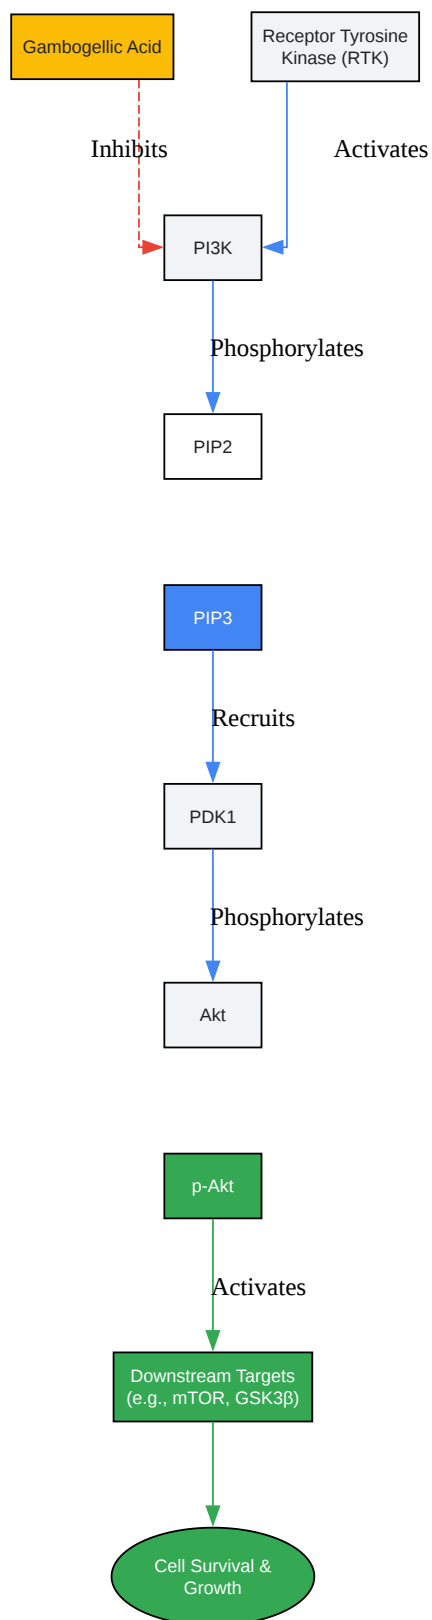 Gambogellic Acid
Receptor Tyrosine
Kinase (RTK)
Inhibits
Activates
PI3K
Phosphorylates
PIP2
PIP3
Recruits
PDK1
Phosphorylates
Akt
p-Akt
Activates
Downstream Targets
(e.g., mTOR, GSK3β)
Cell Survival &
Growth